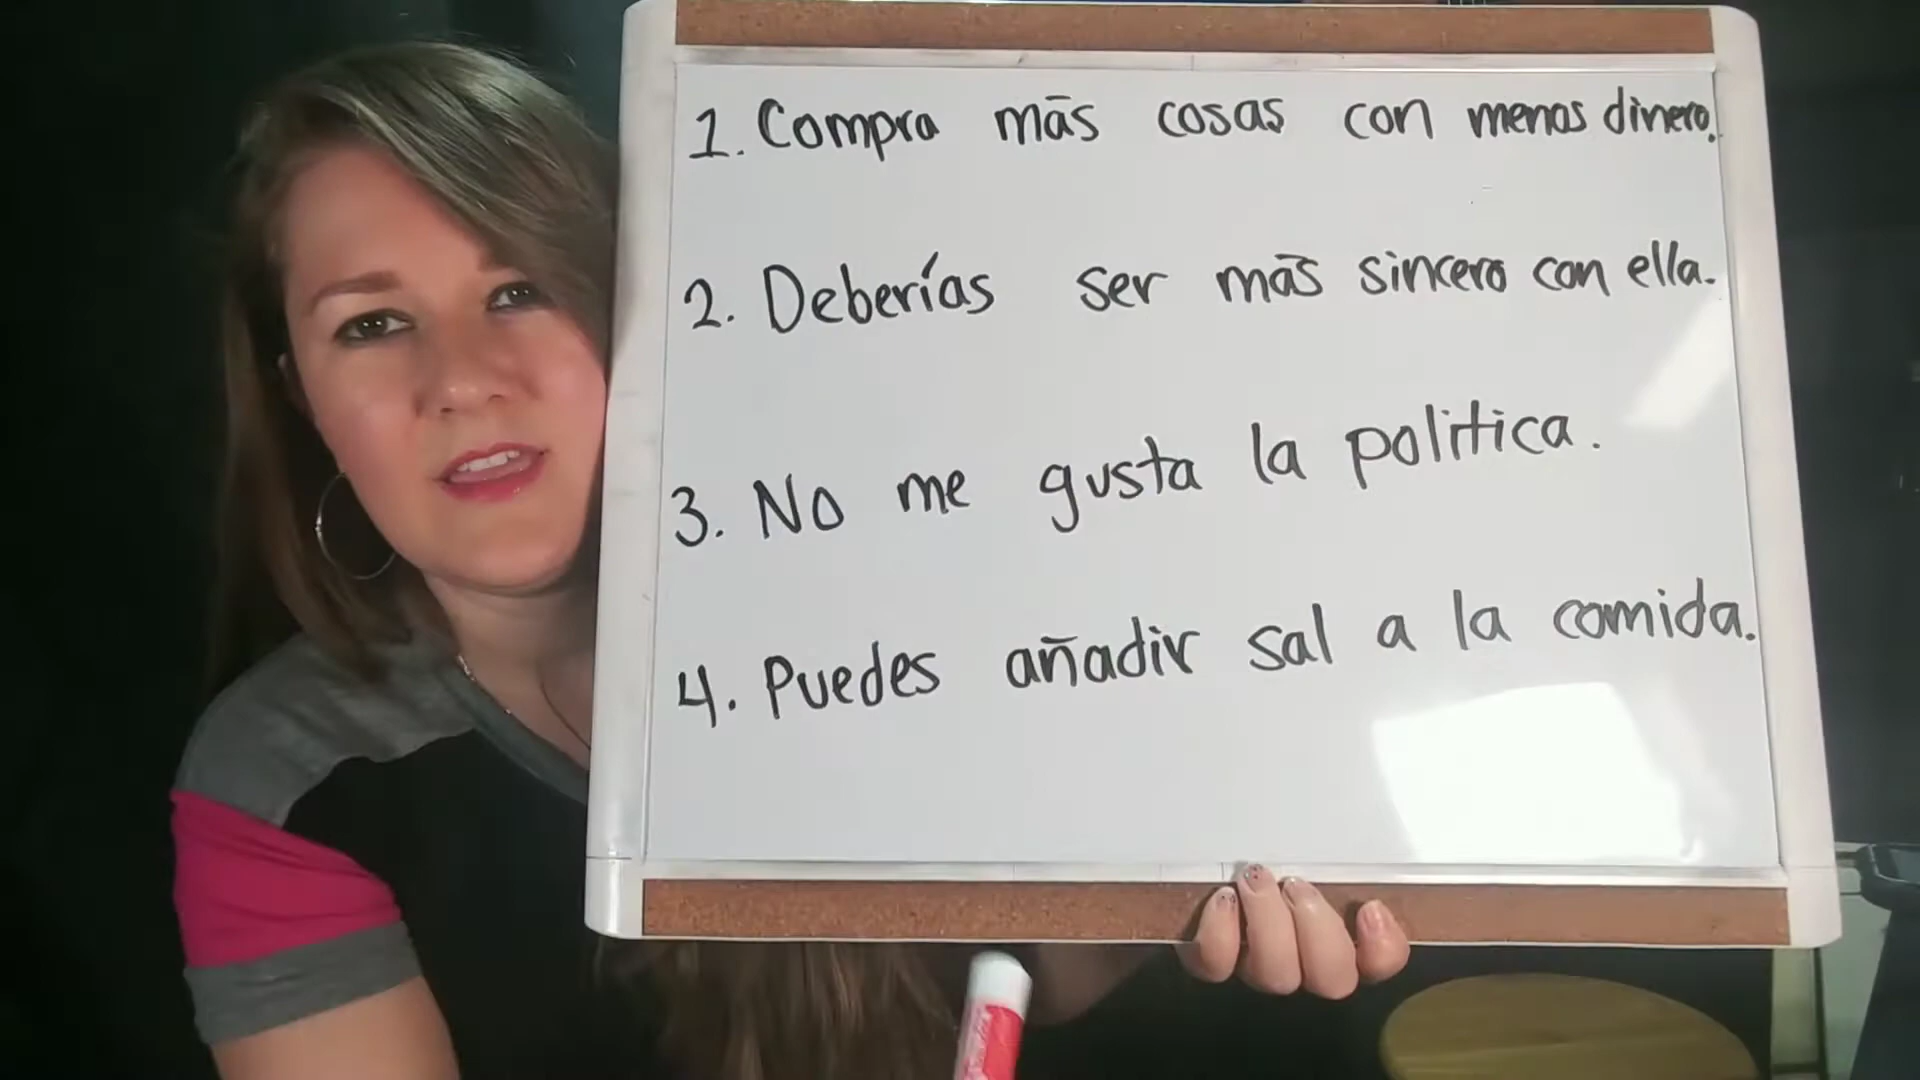 1. Compra más cosas con menos dinero.
2. Deberías ser más sincero con ella.
3. No me gusta la política.
4. Puedes añadir sal a la comida.